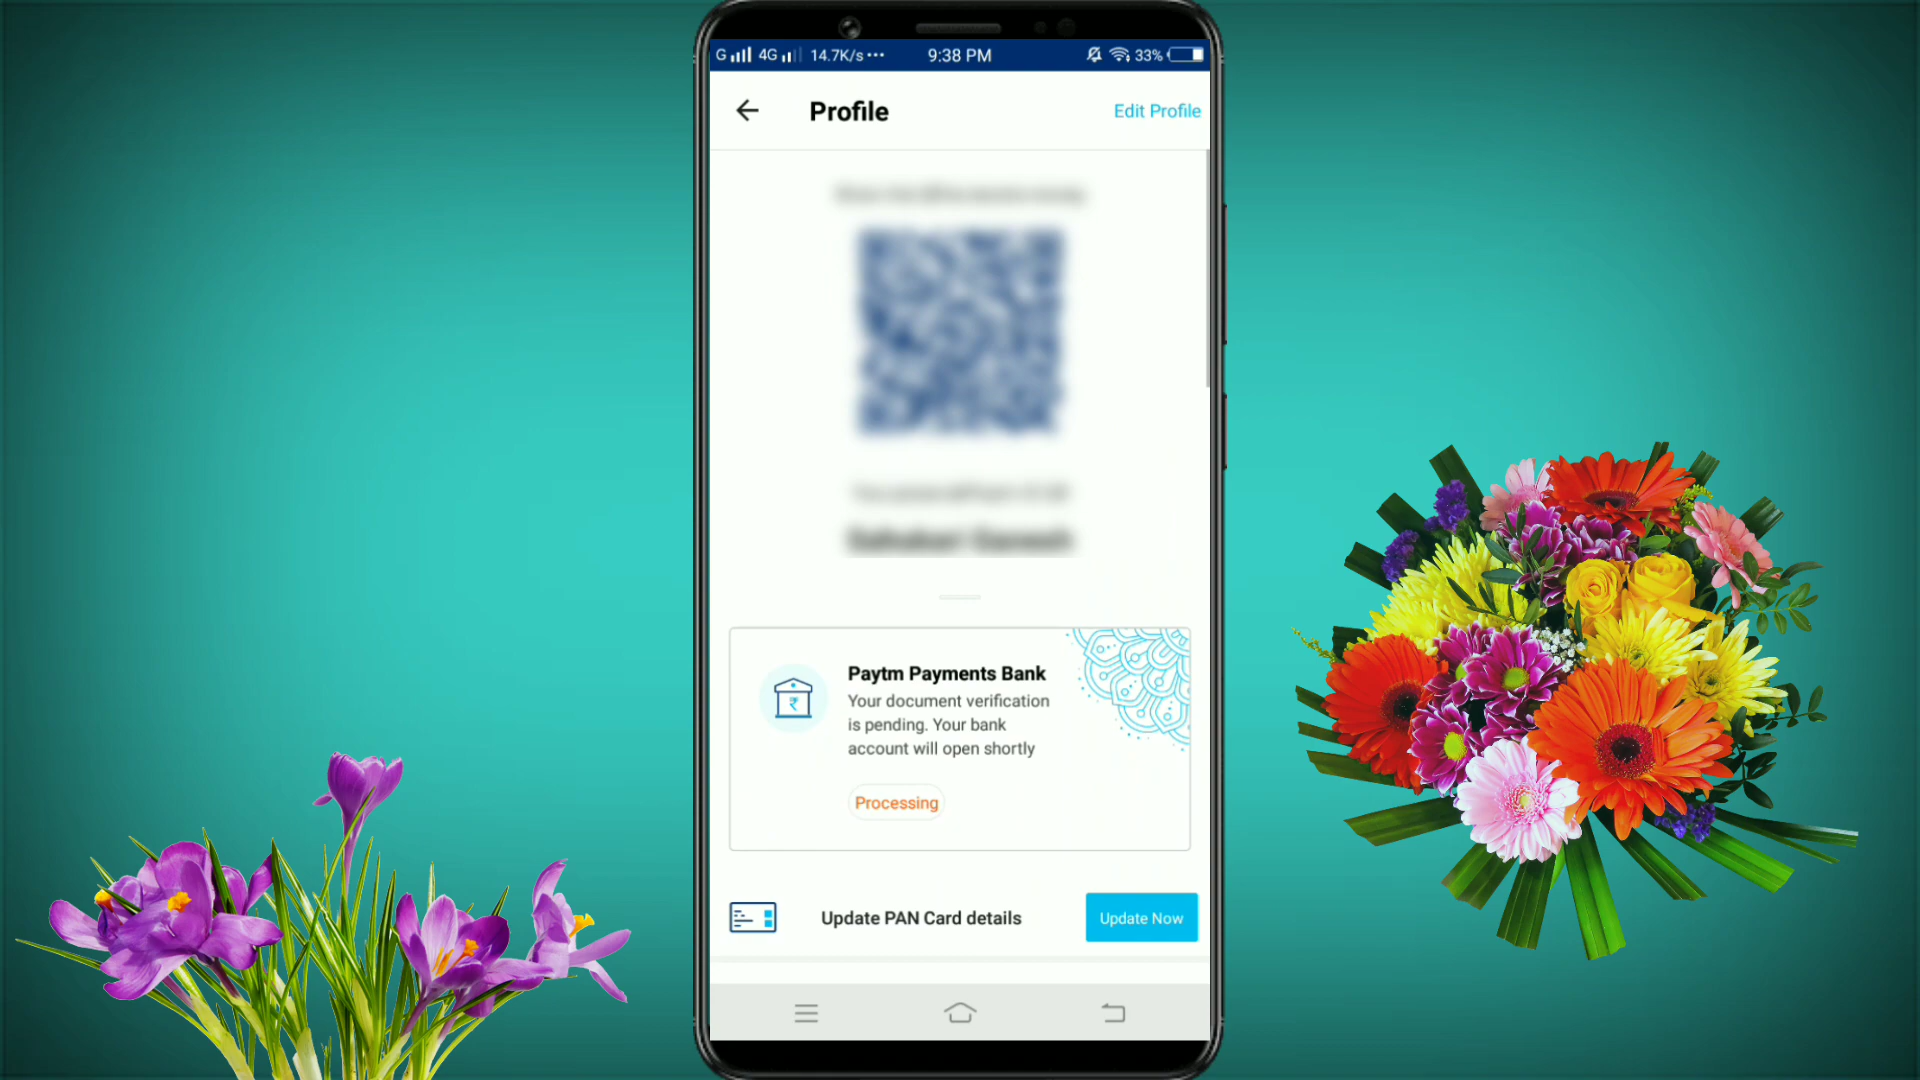 G 4G 14.7K/s ••• 9:38 PM 33%
Profile
Edit Profile
Paytm Payments Bank
Your document verification
is pending. Your bank
account will open shortly
Processing
Update PAN Card details
Update Now